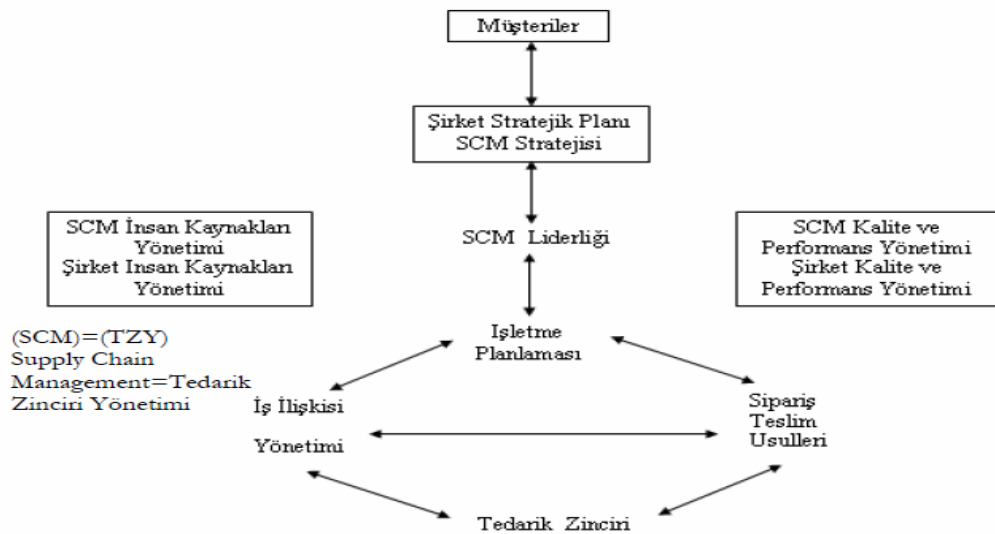 Müşteriler
Şirket Stratejik Planı
SCM Stratejisi
SCM İnsan Kaynakları
Yönetimi
Şirket Insan Kaynakları
Yönetimi
SCM Liderliği
SCM Kalite ve
Performans Yönetimi
Şirket Kalite ve
Performans Yönetimi
(SCM)=(TZY)
Supply Chain
Management=Tedarik
Zinciri Yönetimi
Işletme
Planlaması
İş İlişkisi
Yönetimi
Sipariş
Teslim
Usulleri
Tedarik Zinciri